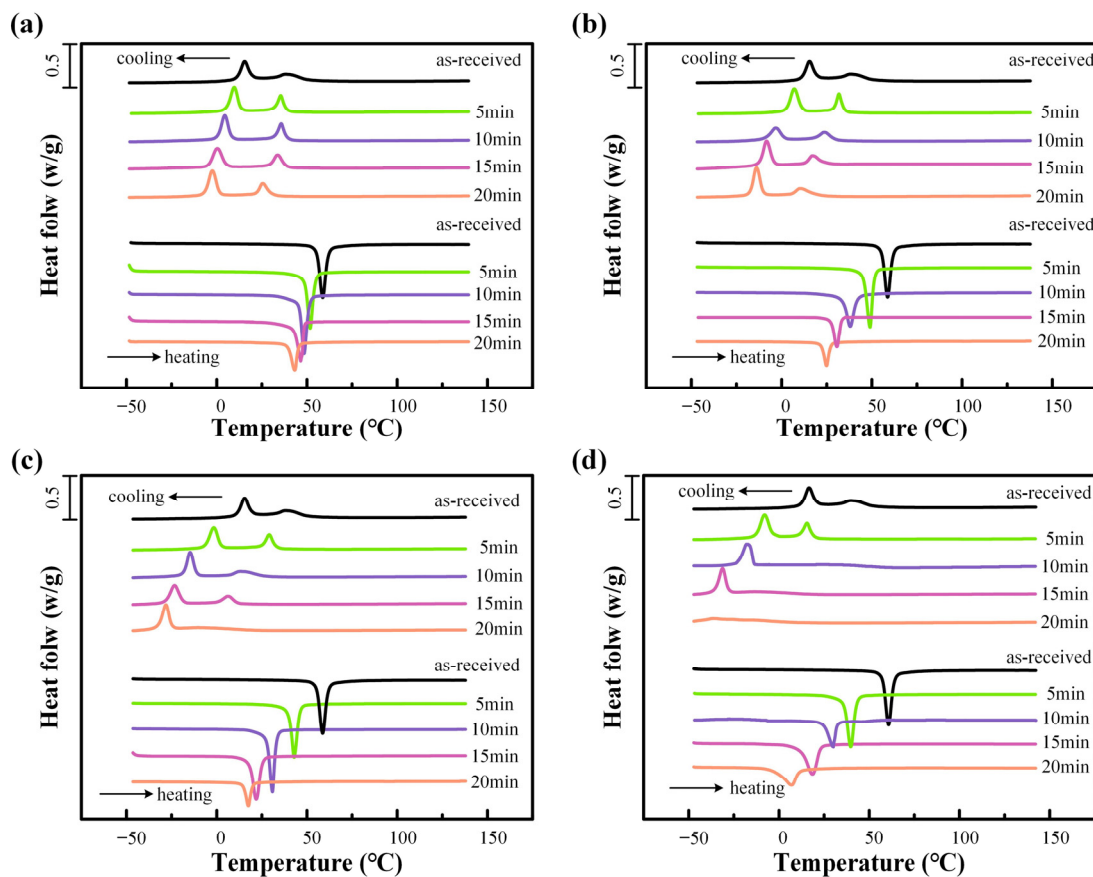 (a)
0.5
cooling
as-received
5min
10min
15min
20min
as-received
5min
10min
15min
20min
heating
Heat folw (w/g)
−50
0
50
100
150
Temperature (℃)
(b)
0.5
cooling
as-received
5min
10min
15min
20min
as-received
5min
10min
15min
20min
heating
Heat folw (w/g)
−50
0
50
100
150
Temperature (℃)
(c)
0.5
cooling
as-received
5min
10min
15min
20min
as-received
5min
10min
15min
20min
heating
Heat folw (w/g)
−50
0
50
100
150
Temperature (℃)
(d)
0.5
cooling
as-received
5min
10min
15min
20min
as-received
5min
10min
15min
20min
heating
Heat folw (w/g)
−50
0
50
100
150
Temperature (℃)